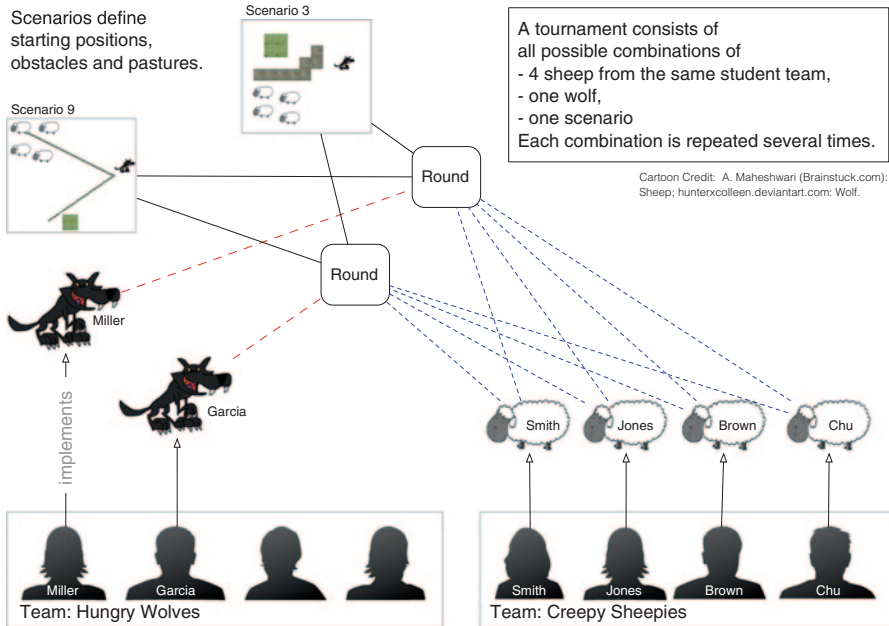 Scenarios define
starting positions,
obstacles and pastures.
Scenario 3
A tournament consists of
all possible combinations of
- 4 sheep from the same student team,
- one wolf,
- one scenario
Each combination is repeated several times.
Scenario 9
Cartoon Credit: A. Maheshwari (Brainstuck.com):
Sheep; hunterxcolleen.deviantart.com: Wolf.
Round
Round
Miller
Garcia
implements
Smith
Jones
Brown
Chu
Miller
Garcia
Team: Hungry Wolves
Smith
Jones
Brown
Chu
Team: Creepy Sheepies